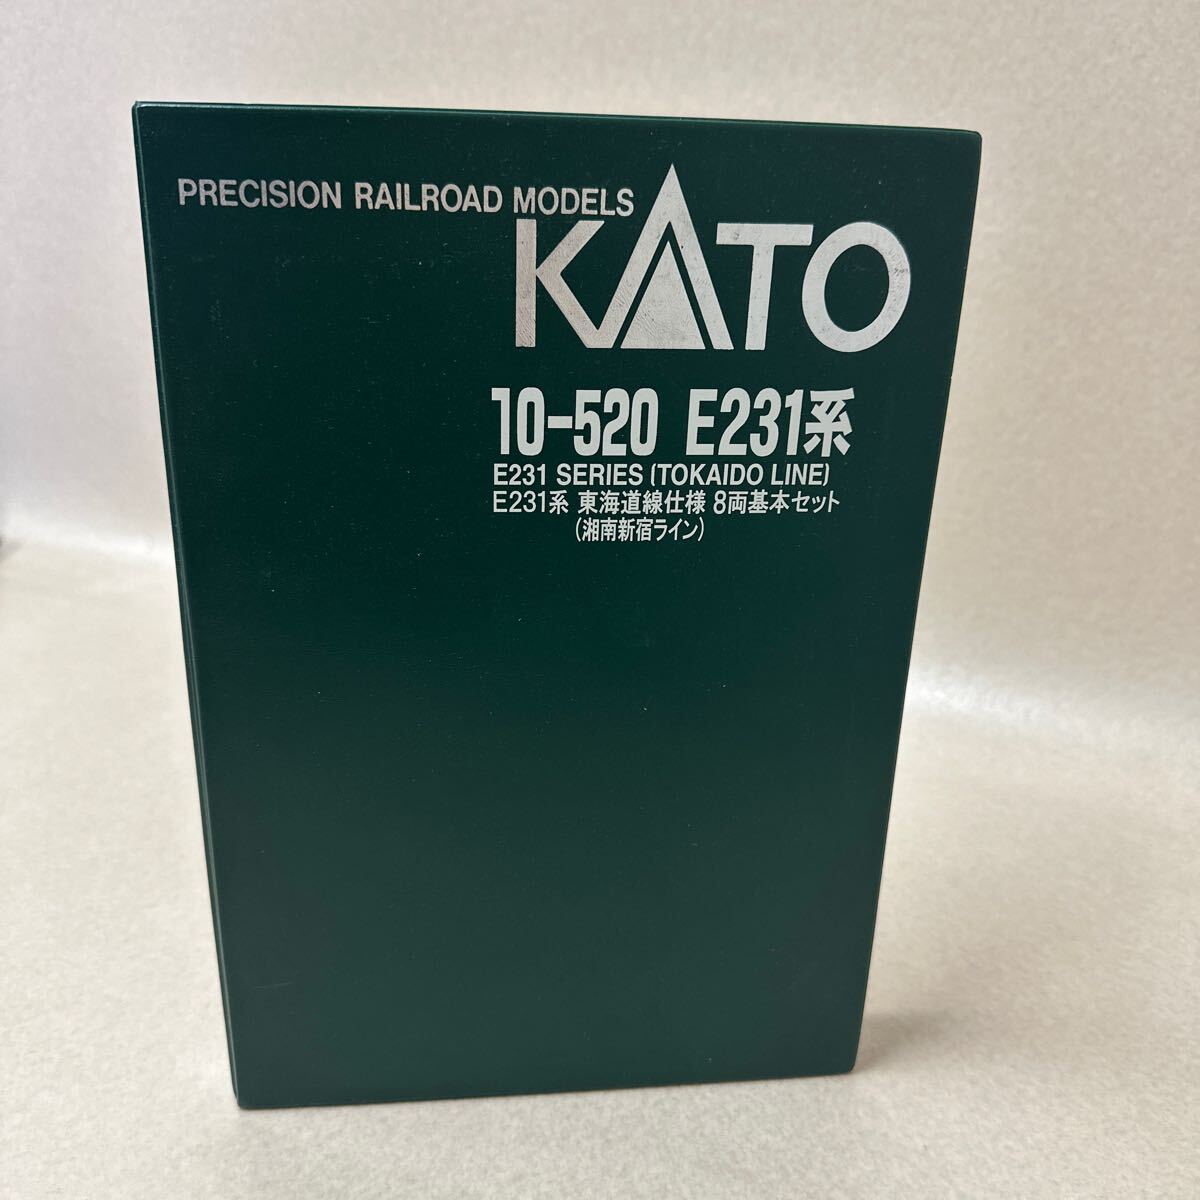 PRECISION RAILROAD MODELS
KATO
10-520 E231系
E231 SERIES (TOKAIDO LINE)
E231系 東海道線仕様 8両基本セット
(湘南新宿ライン)